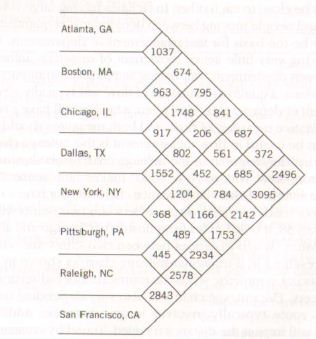 Atlanta, GA
1037
Boston, MA 674
963 795
Chicago, IL 1748 841
917 206 687
Dallas, TX 802 561 372
1552 452 685 2496
New York, NY 1204 784 3095
368 1166 2142
Pittsburgh, PA 489 1753
445 2934
Raleigh, NC 2578
2843
San Francisco, CA